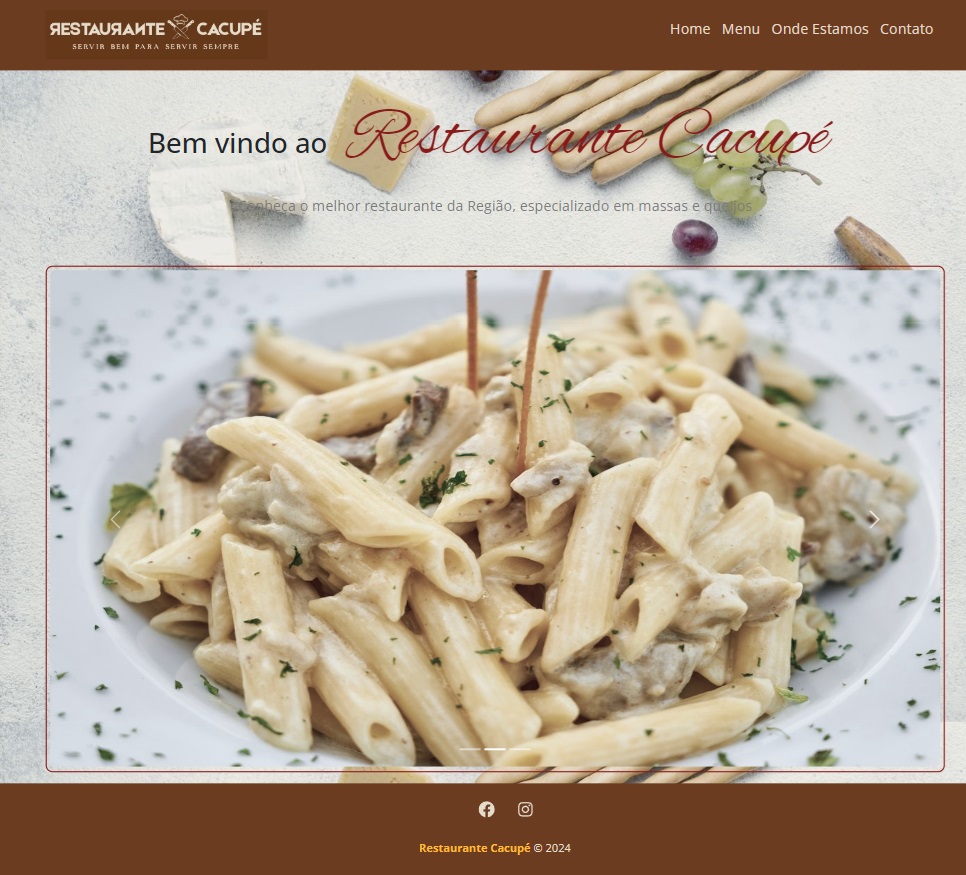 RESTAURANTE CACUPÉ
SERVIR BEM PARA SERVIR SEMPRE
Home Menu Onde Estamos Contato
Bem vindo ao Restaurante Cacupé
Conheça o melhor restaurante da Região, especializado em massas e queijos
Restaurante Cacupé © 2024